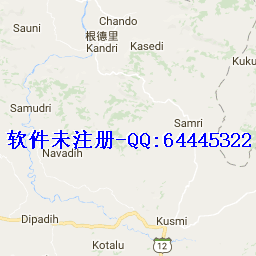 Chando
Sauni
根德里
Kandri
Kasedi
Kuku
Samudri
Samri
软件未注册-QQ:64445322
Navadih
Dipadih
Kusmi
12
Kotalu